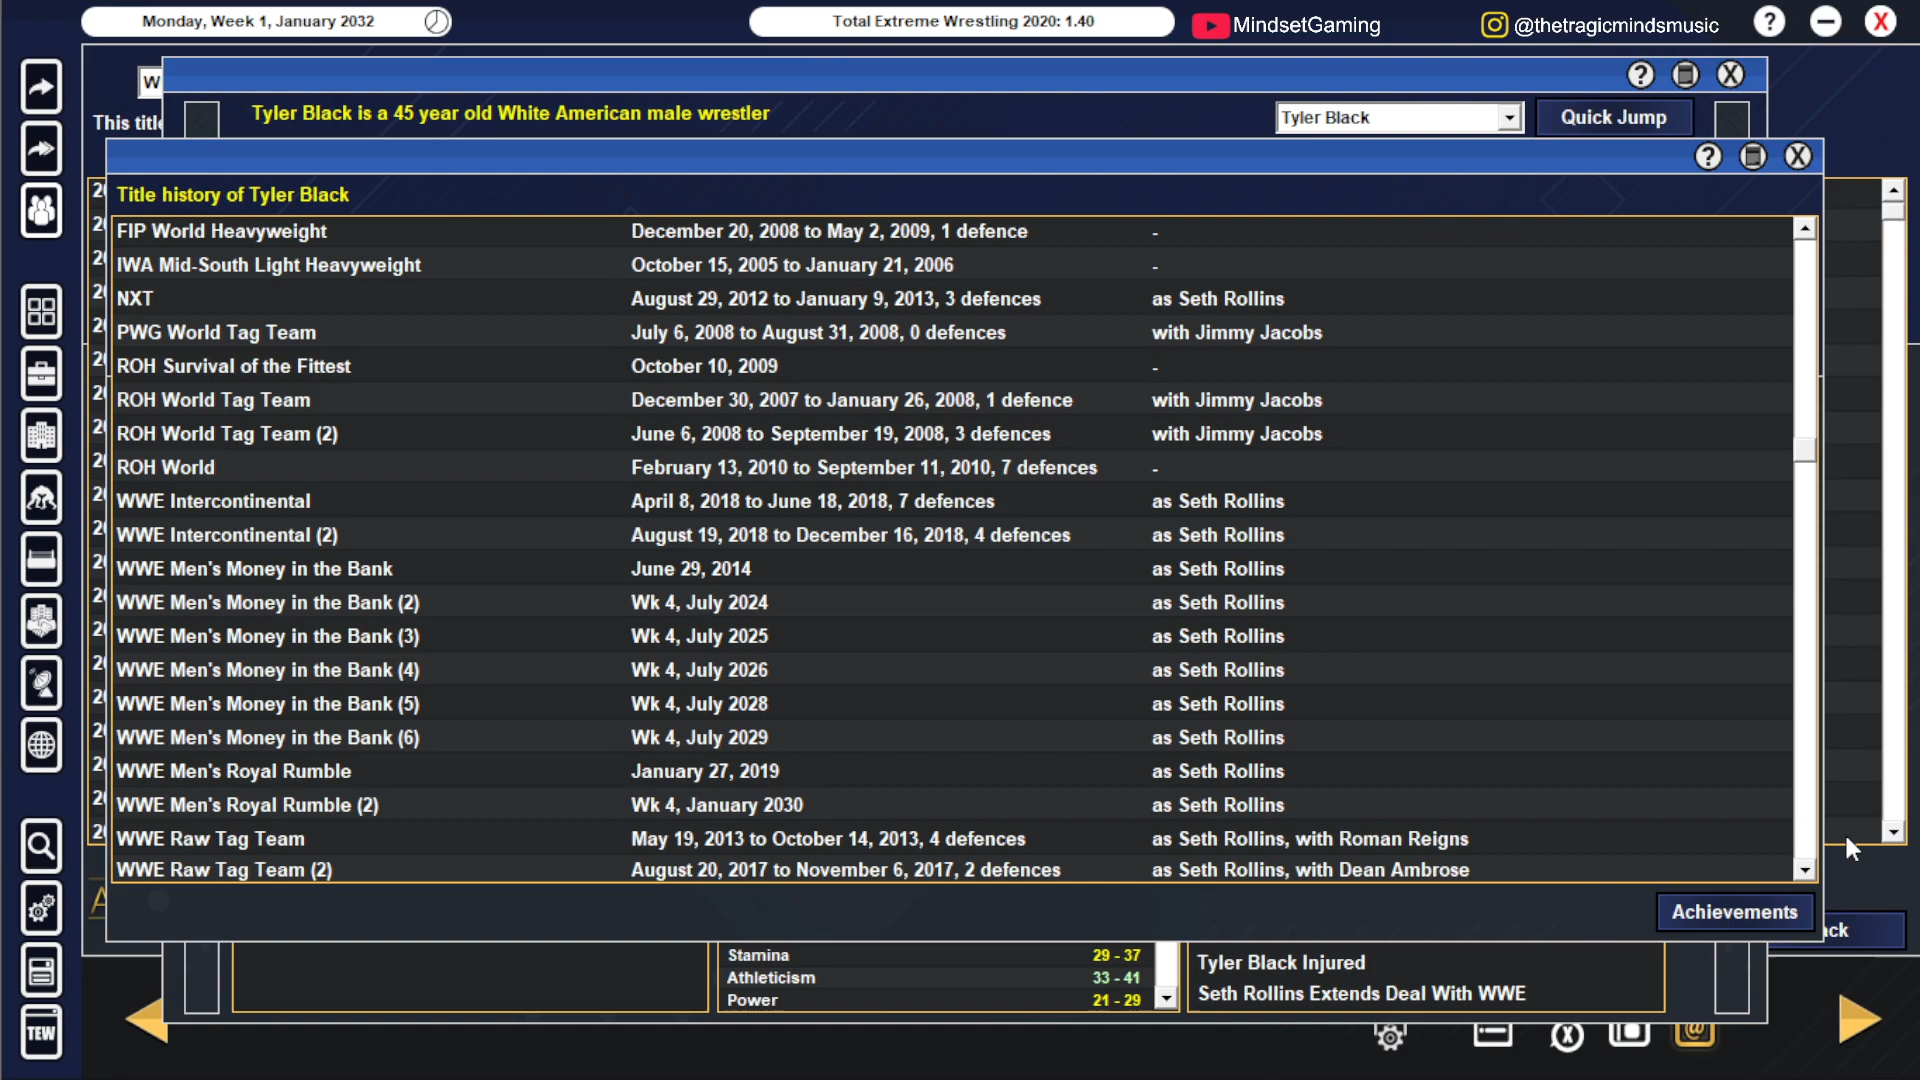 Monday, Week 1, January 2032
Total Extreme Wrestling 2020: 1.40
MindsetGaming
@thetragicmindsmusic
?
X
W
? X
This title
Tyler Black is a 45 year old White American male wrestler
Tyler Black
Quick Jump
? X
Title history of Tyler Black
FIP World Heavyweight December 20, 2008 to May 2, 2009, 1 defence -
IWA Mid-South Light Heavyweight October 15, 2005 to January 21, 2006 -
NXT August 29, 2012 to January 9, 2013, 3 defences as Seth Rollins
PWG World Tag Team July 6, 2008 to August 31, 2008, 0 defences with Jimmy Jacobs
ROH Survival of the Fittest October 10, 2009 -
ROH World Tag Team December 30, 2007 to January 26, 2008, 1 defence with Jimmy Jacobs
ROH World Tag Team (2) June 6, 2008 to September 19, 2008, 3 defences with Jimmy Jacobs
ROH World February 13, 2010 to September 11, 2010, 7 defences -
WWE Intercontinental April 8, 2018 to June 18, 2018, 7 defences as Seth Rollins
WWE Intercontinental (2) August 19, 2018 to December 16, 2018, 4 defences as Seth Rollins
WWE Men's Money in the Bank June 29, 2014 as Seth Rollins
WWE Men's Money in the Bank (2) Wk 4, July 2024 as Seth Rollins
WWE Men's Money in the Bank (3) Wk 4, July 2025 as Seth Rollins
WWE Men's Money in the Bank (4) Wk 4, July 2026 as Seth Rollins
WWE Men's Money in the Bank (5) Wk 4, July 2028 as Seth Rollins
WWE Men's Money in the Bank (6) Wk 4, July 2029 as Seth Rollins
WWE Men's Royal Rumble January 27, 2019 as Seth Rollins
WWE Men's Royal Rumble (2) Wk 4, January 2030 as Seth Rollins
WWE Raw Tag Team May 19, 2013 to October 14, 2013, 4 defences as Seth Rollins, with Roman Reigns
WWE Raw Tag Team (2) August 20, 2017 to November 6, 2017, 2 defences as Seth Rollins, with Dean Ambrose
Achievements
ck
Stamina 29 - 37
Athleticism 33 - 41
Power 21 - 29
Tyler Black Injured
Seth Rollins Extends Deal With WWE
TEW